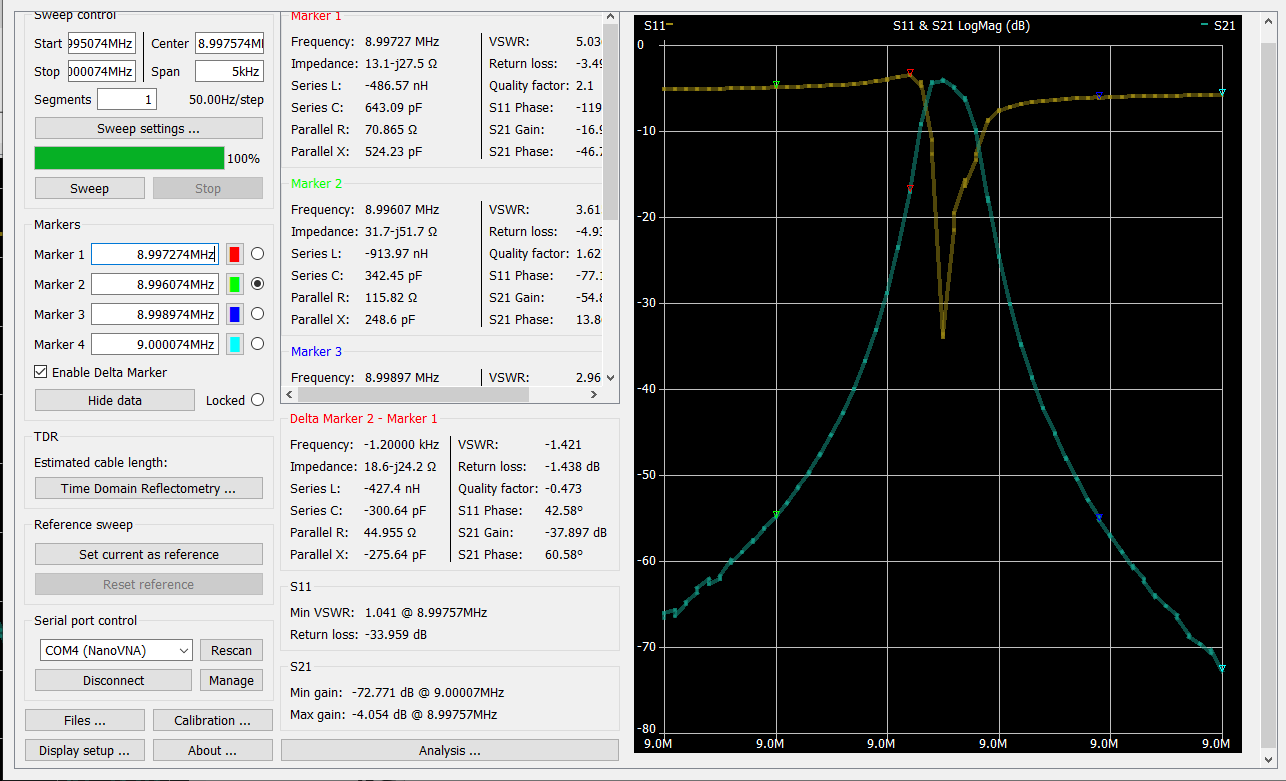 Sweep control
Start 995074MHz Center 8.997574M
Stop 000074MHz Span 5kHz
Segments 1 50.00Hz/step
Sweep settings ...
100%
Sweep Stop
Markers
Marker 1 8.997274MHz
Marker 2 8.996074MHz
Marker 3 8.998974MHz
Marker 4 9.000074MHz
Enable Delta Marker
Hide data Locked
TDR
Estimated cable length:
Time Domain Reflectometry ...
Reference sweep
Set current as reference
Reset reference
Serial port control
COM4 (NanoVNA) Rescan
Disconnect Manage
Files ... Calibration ...
Display setup ... About ...
Marker 1
Frequency: 8.99727 MHz VSWR: 5.03
Impedance: 13.1-j27.5 Ω Return loss: -3.49
Series L: -486.57 nH Quality factor: 2.1
Series C: 643.09 pF S11 Phase: -119
Parallel R: 70.865 Ω S21 Gain: -16.9
Parallel X: 524.23 pF S21 Phase: -46.7
Marker 2
Frequency: 8.99607 MHz VSWR: 3.61
Impedance: 31.7-j51.7 Ω Return loss: -4.93
Series L: -913.97 nH Quality factor: 1.62
Series C: 342.45 pF S11 Phase: -77.
Parallel R: 115.82 Ω S21 Gain: -54.8
Parallel X: 248.6 pF S21 Phase: 13.8
Marker 3
Frequency: 8.99897 MHz VSWR: 2.96
Delta Marker 2 - Marker 1
Frequency: -1.20000 kHz VSWR: -1.421
Impedance: 18.6-j24.2 Ω Return loss: -1.438 dB
Series L: -427.4 nH Quality factor: -0.473
Series C: -300.64 pF S11 Phase: 42.58º
Parallel R: 44.955 Ω S21 Gain: -37.897 dB
Parallel X: -275.64 pF S21 Phase: 60.58º
S11
Min VSWR: 1.041 @ 8.99757MHz
Return loss: -33.959 dB
S21
Min gain: -72.771 dB @ 9.00007MHz
Max gain: -4.054 dB @ 8.99757MHz
Analysis ...
S11 S11 & S21 LogMag (dB) S21
0
-10
-20
-30
-40
-50
-60
-70
-80
9.0M 9.0M 9.0M 9.0M 9.0M 9.0M